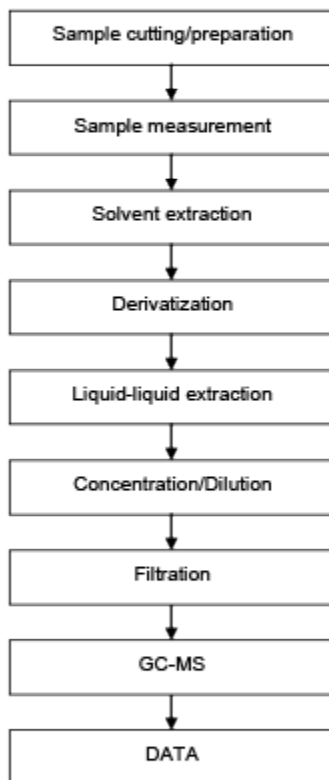 Sample cutting/preparation
Sample measurement
Solvent extraction
Derivatization
Liquid-liquid extraction
Concentration/Dilution
Filtration
GC-MS
DATA